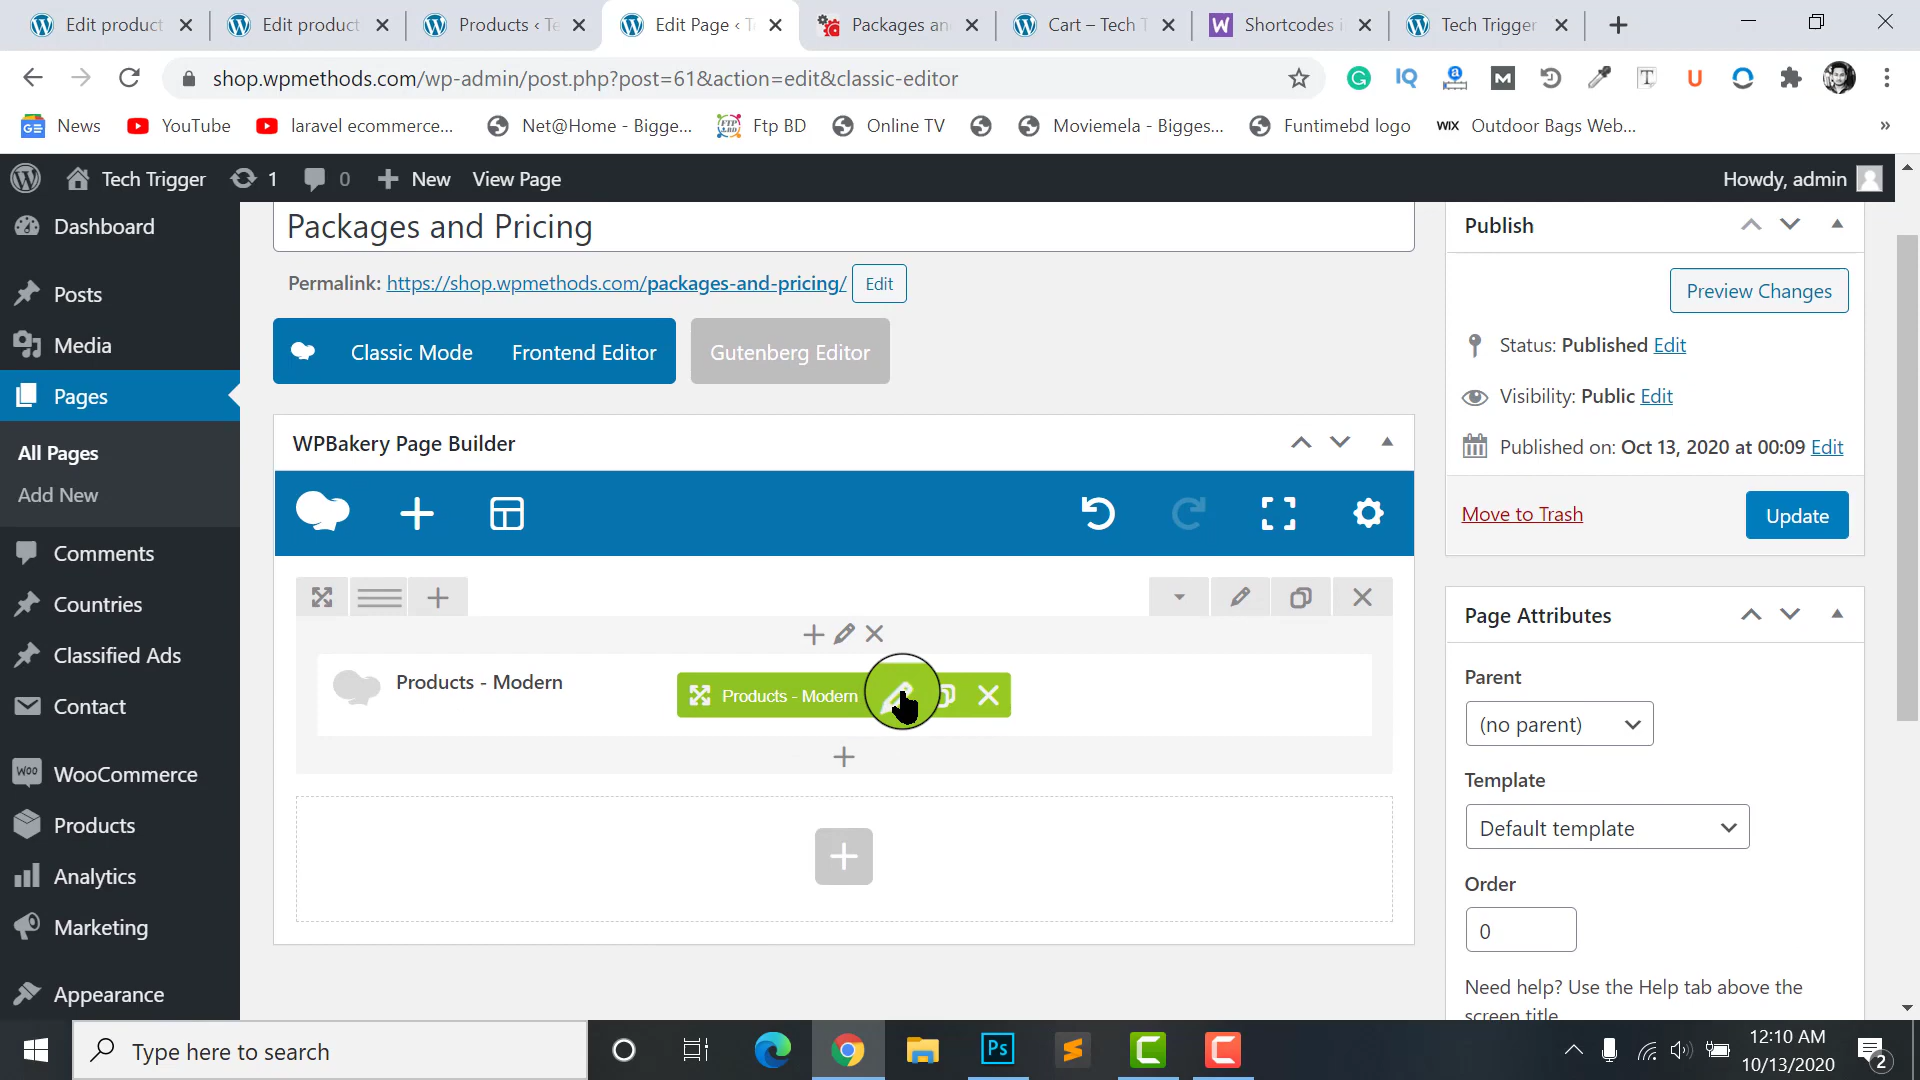 Edit product
Edit product
Products ‹ Te
Edit Page ‹ T
Packages an
Cart – Tech T
Shortcodes i
Tech Trigger
shop.wpmethods.com/wp-admin/post.php?post=61&action=edit&classic-editor
News
YouTube
laravel ecommerce...
Net@Home - Bigge...
Ftp BD
Online TV
Moviemela - Bigges...
Funtimebd logo
WIX
Outdoor Bags Web...
»
Tech Trigger
1
0
New
View Page
Howdy, admin
Dashboard
Posts
Media
Pages
All Pages
Add New
Comments
Countries
Classified Ads
Contact
WooCommerce
Products
Analytics
Marketing
Appearance
Packages and Pricing
Permalink: https://shop.wpmethods.com/packages-and-pricing/ Edit
Classic Mode
Frontend Editor
Gutenberg Editor
WPBakery Page Builder
Products - Modern
Products - Modern
Publish
Preview Changes
Status: Published Edit
Visibility: Public Edit
Published on: Oct 13, 2020 at 00:09 Edit
Move to Trash
Update
Page Attributes
Parent
(no parent)
Template
Default template
Order
0
Need help? Use the Help tab above the
screen title.
Type here to search
Ps
12:10 AM
10/13/2020
2